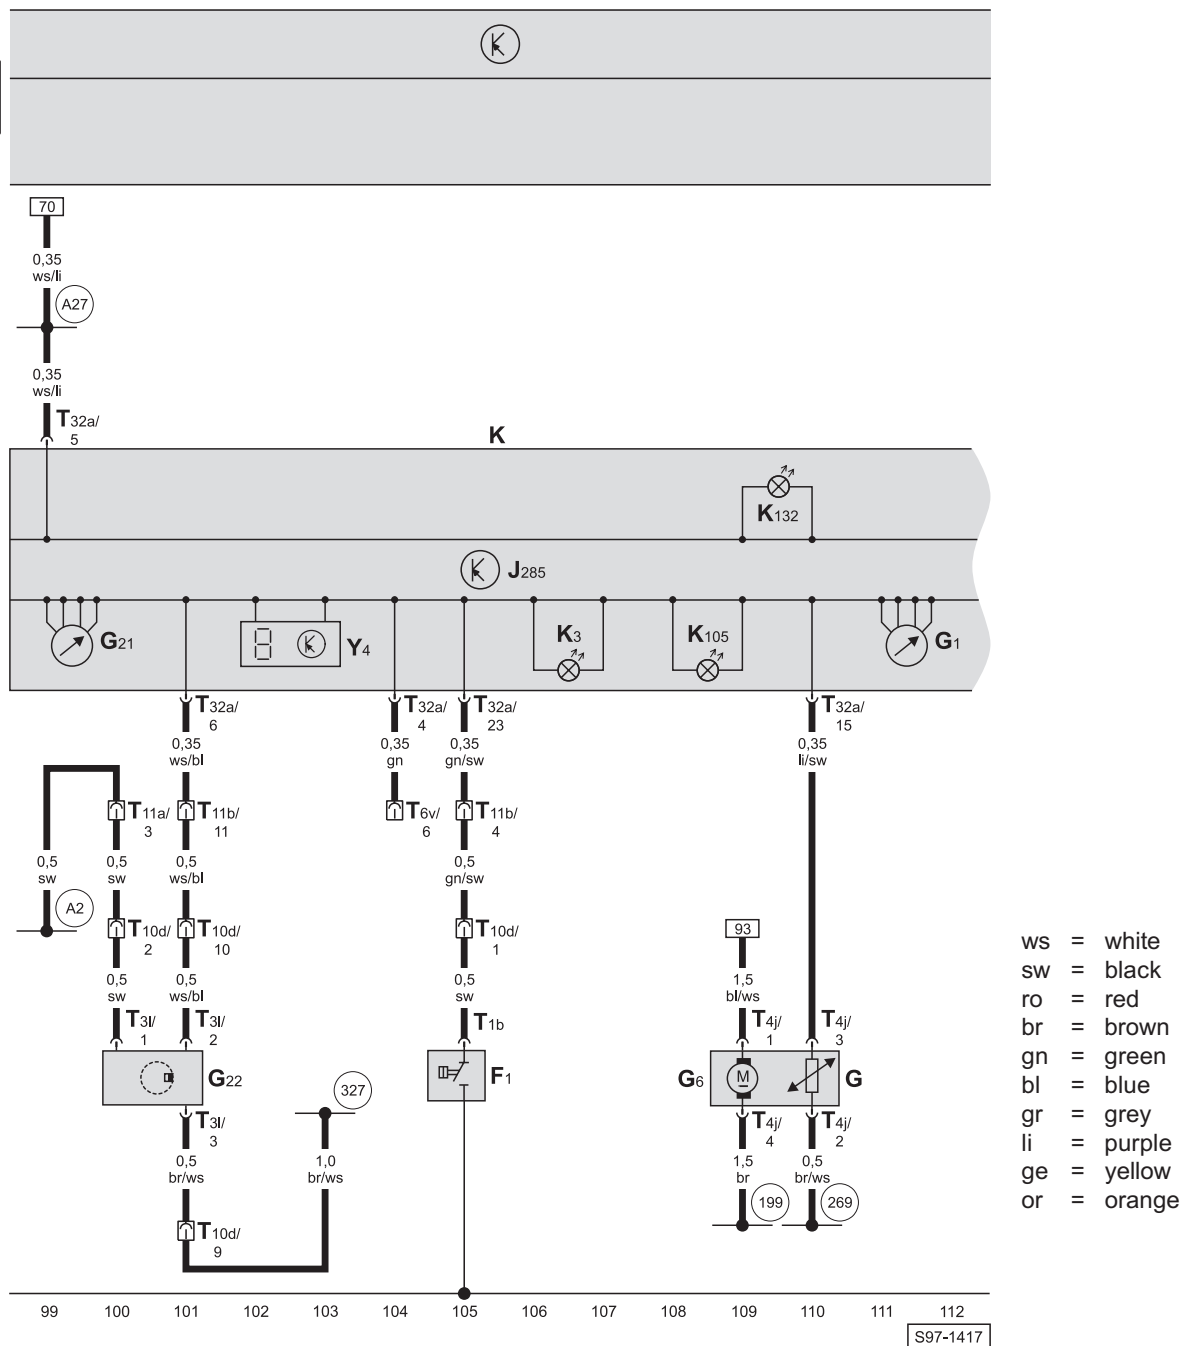 70
0,35
ws/li
A27
0,35
ws/li
T32a/
5
K
K132
J285
G21
Y4
K3
K105
G1
T32a/
6
T32a/
4
T32a/
23
T32a/
15
0,35
ws/bl
0,35
gn
0,35
gn/sw
0,35
li/sw
T11a/
3
T11b/
11
T6v/
6
T11b/
4
0,5
sw
0,5
sw
0,5
ws/bl
0,5
gn/sw
A2
T10d/
2
T10d/
10
T10d/
1
93
0,5
sw
0,5
ws/bl
0,5
sw
1,5
bl/ws
T3l/
1
T3l/
2
T1b
T4j/
1
T4j/
3
G22
F1
G6
M
G
327
T3l/
3
T4j/
4
T4j/
2
0,5
br/ws
1,0
br/ws
1,5
br
0,5
br/ws
199
269
T10d/
9
99 100 101 102 103 104 105 106 107 108 109 110 111 112
S97-1417
ws = white
sw = black
ro = red
br = brown
gn = green
bl = blue
gr = grey
li = purple
ge = yellow
or = orange